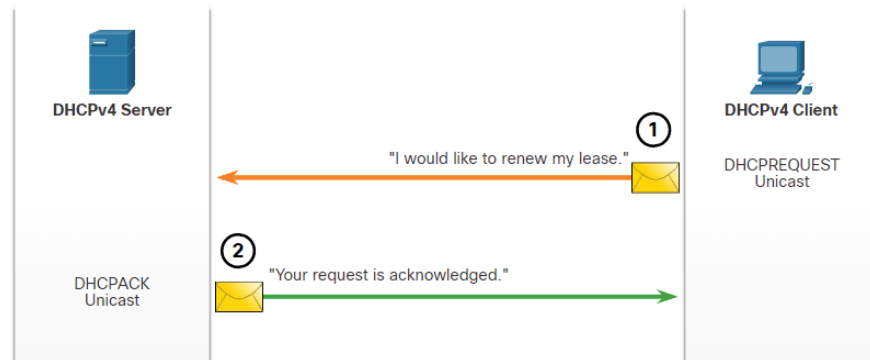 DHCPv4 Server
DHCPv4 Client
1
"I would like to renew my lease."
DHCPREQUEST
Unicast
2
"Your request is acknowledged."
DHCPACK
Unicast